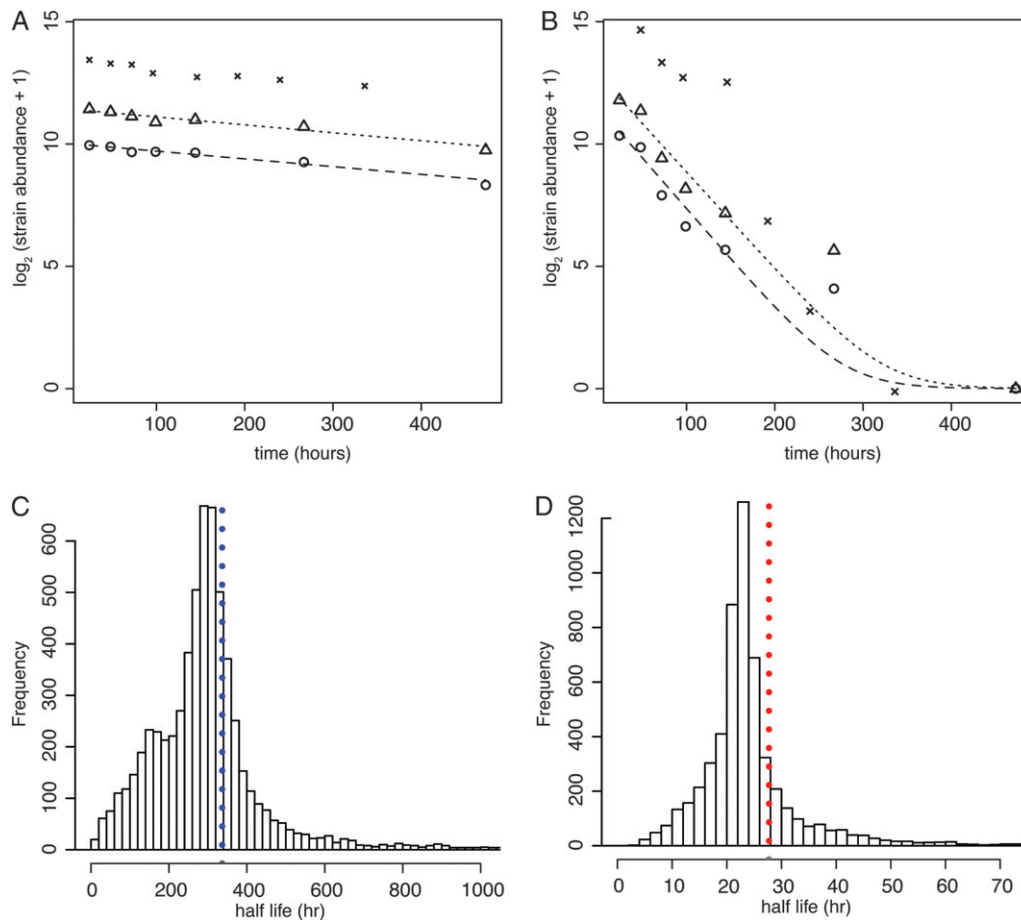 A
15
10
5
0
log₂ (strain abundance + 1)
100 200 300 400
time (hours)
B
15
10
5
0
log₂ (strain abundance + 1)
100 200 300 400
time (hours)
C
600
500
400
300
200
100
0
Frequency
0 200 400 600 800 1000
half life (hr)
D
1200
1000
800
600
400
200
0
Frequency
0 10 20 30 40 50 60 70
half life (hr)